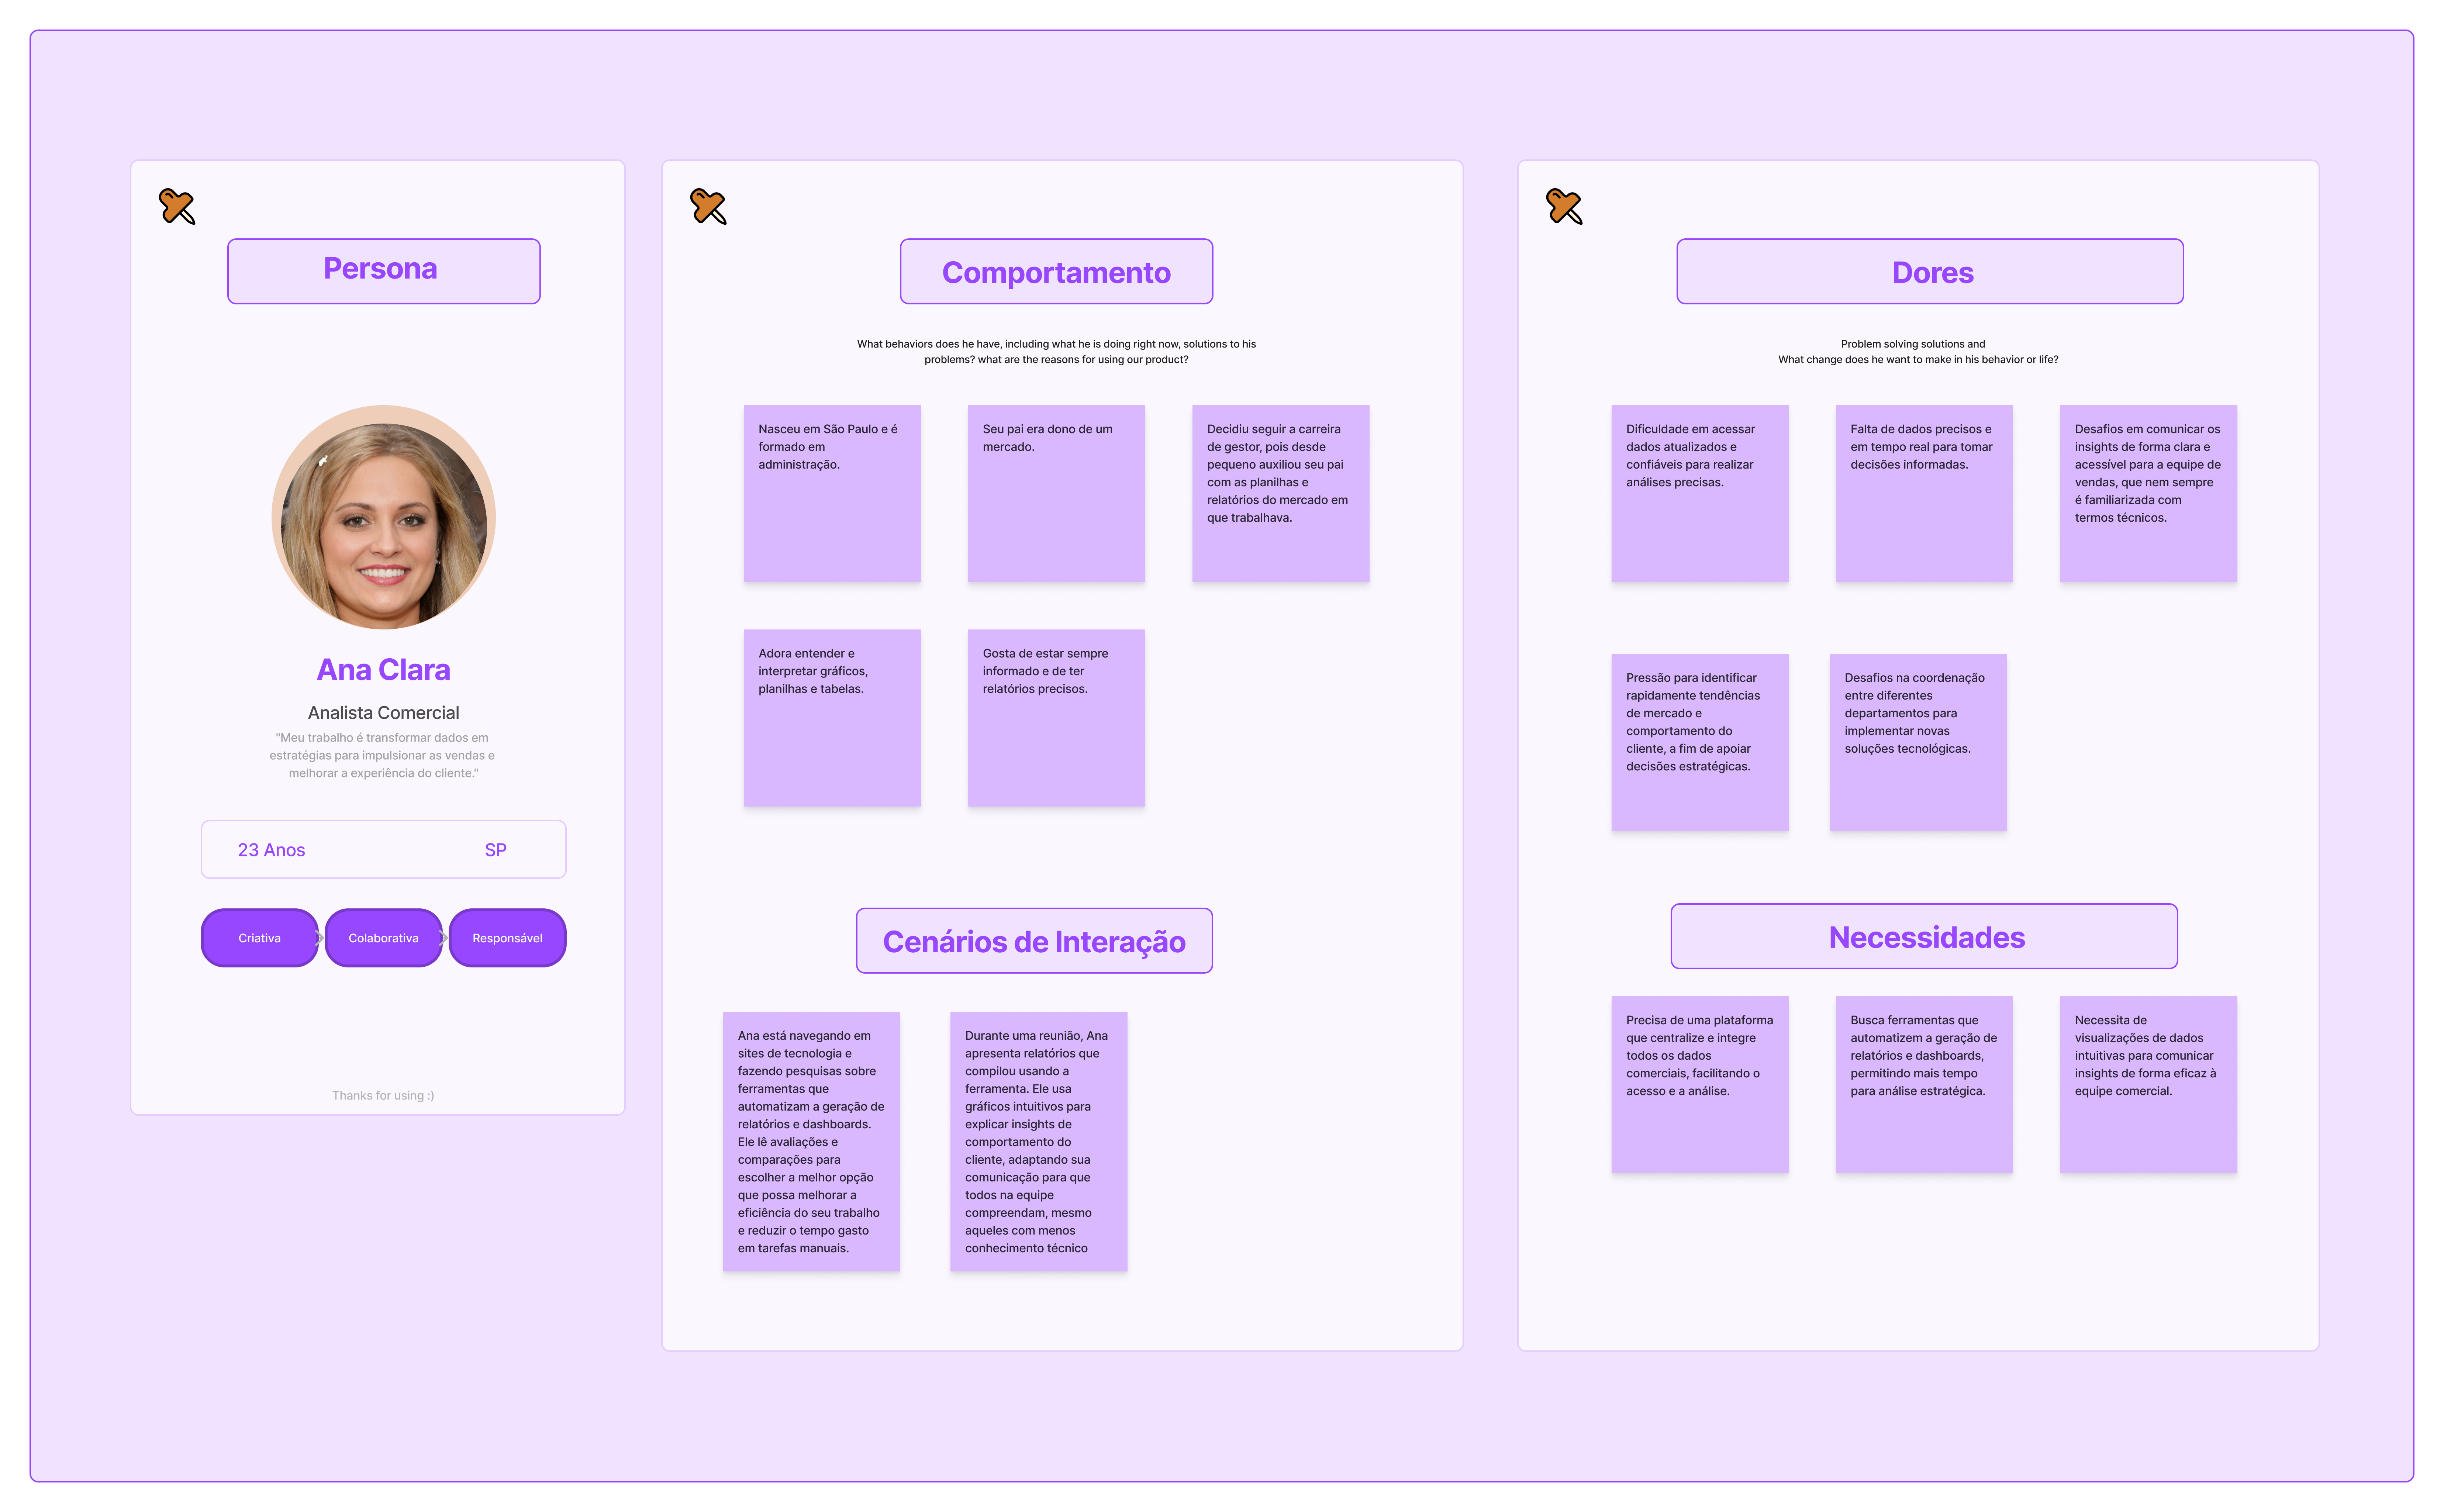 Persona
Ana Clara
Analista Comercial
"Meu trabalho é transformar dados em
estratégias para impulsionar as vendas e
melhorar a experiência do cliente."
23 Anos
SP
Criativa
Colaborativa
Responsável
Thanks for using :)
Comportamento
What behaviors does he have, including what he is doing right now, solutions to his
problems? what are the reasons for using our product?
Nasceu em São Paulo e é
formado em
administração.
Seu pai era dono de um
mercado.
Decidiu seguir a carreira
de gestor, pois desde
pequeno auxiliou seu pai
com as planilhas e
relatórios do mercado em
que trabalhava.
Adora entender e
interpretar gráficos,
planilhas e tabelas.
Gosta de estar sempre
informado e de ter
relatórios precisos.
Cenários de Interação
Ana está navegando em
sites de tecnologia e
fazendo pesquisas sobre
ferramentas que
automatizam a geração de
relatórios e dashboards.
Ele lê avaliações e
comparações para
escolher a melhor opção
que possa melhorar a
eficiência do seu trabalho
e reduzir o tempo gasto
em tarefas manuais.
Durante uma reunião, Ana
apresenta relatórios que
compilou usando a
ferramenta. Ele usa
gráficos intuitivos para
explicar insights de
comportamento do
cliente, adaptando sua
comunicação para que
todos na equipe
compreendam, mesmo
aqueles com menos
conhecimento técnico
Dores
Problem solving solutions and
What change does he want to make in his behavior or life?
Dificuldade em acessar
dados atualizados e
confiáveis para realizar
análises precisas.
Falta de dados precisos e
em tempo real para tomar
decisões informadas.
Desafios em comunicar os
insights de forma clara e
acessível para a equipe de
vendas, que nem sempre
é familiarizada com
termos técnicos.
Pressão para identificar
rapidamente tendências
de mercado e
comportamento do
cliente, a fim de apoiar
decisões estratégicas.
Desafios na coordenação
entre diferentes
departamentos para
implementar novas
soluções tecnológicas.
Necessidades
Precisa de uma plataforma
que centralize e integre
todos os dados
comerciais, facilitando o
acesso e a análise.
Busca ferramentas que
automatizem a geração de
relatórios e dashboards,
permitindo mais tempo
para análise estratégica.
Necessita de
visualizações de dados
intuitivas para comunicar
insights de forma eficaz à
equipe comercial.